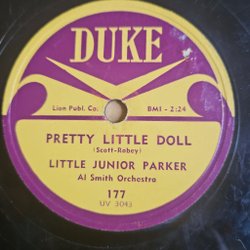 DUKE
Lion Publ. Co. BMI - 2:24
PRETTY LITTLE DOLL
(Scott-Robey)
LITTLE JUNIOR PARKER
Al Smith Orchestra
177
UV 3043